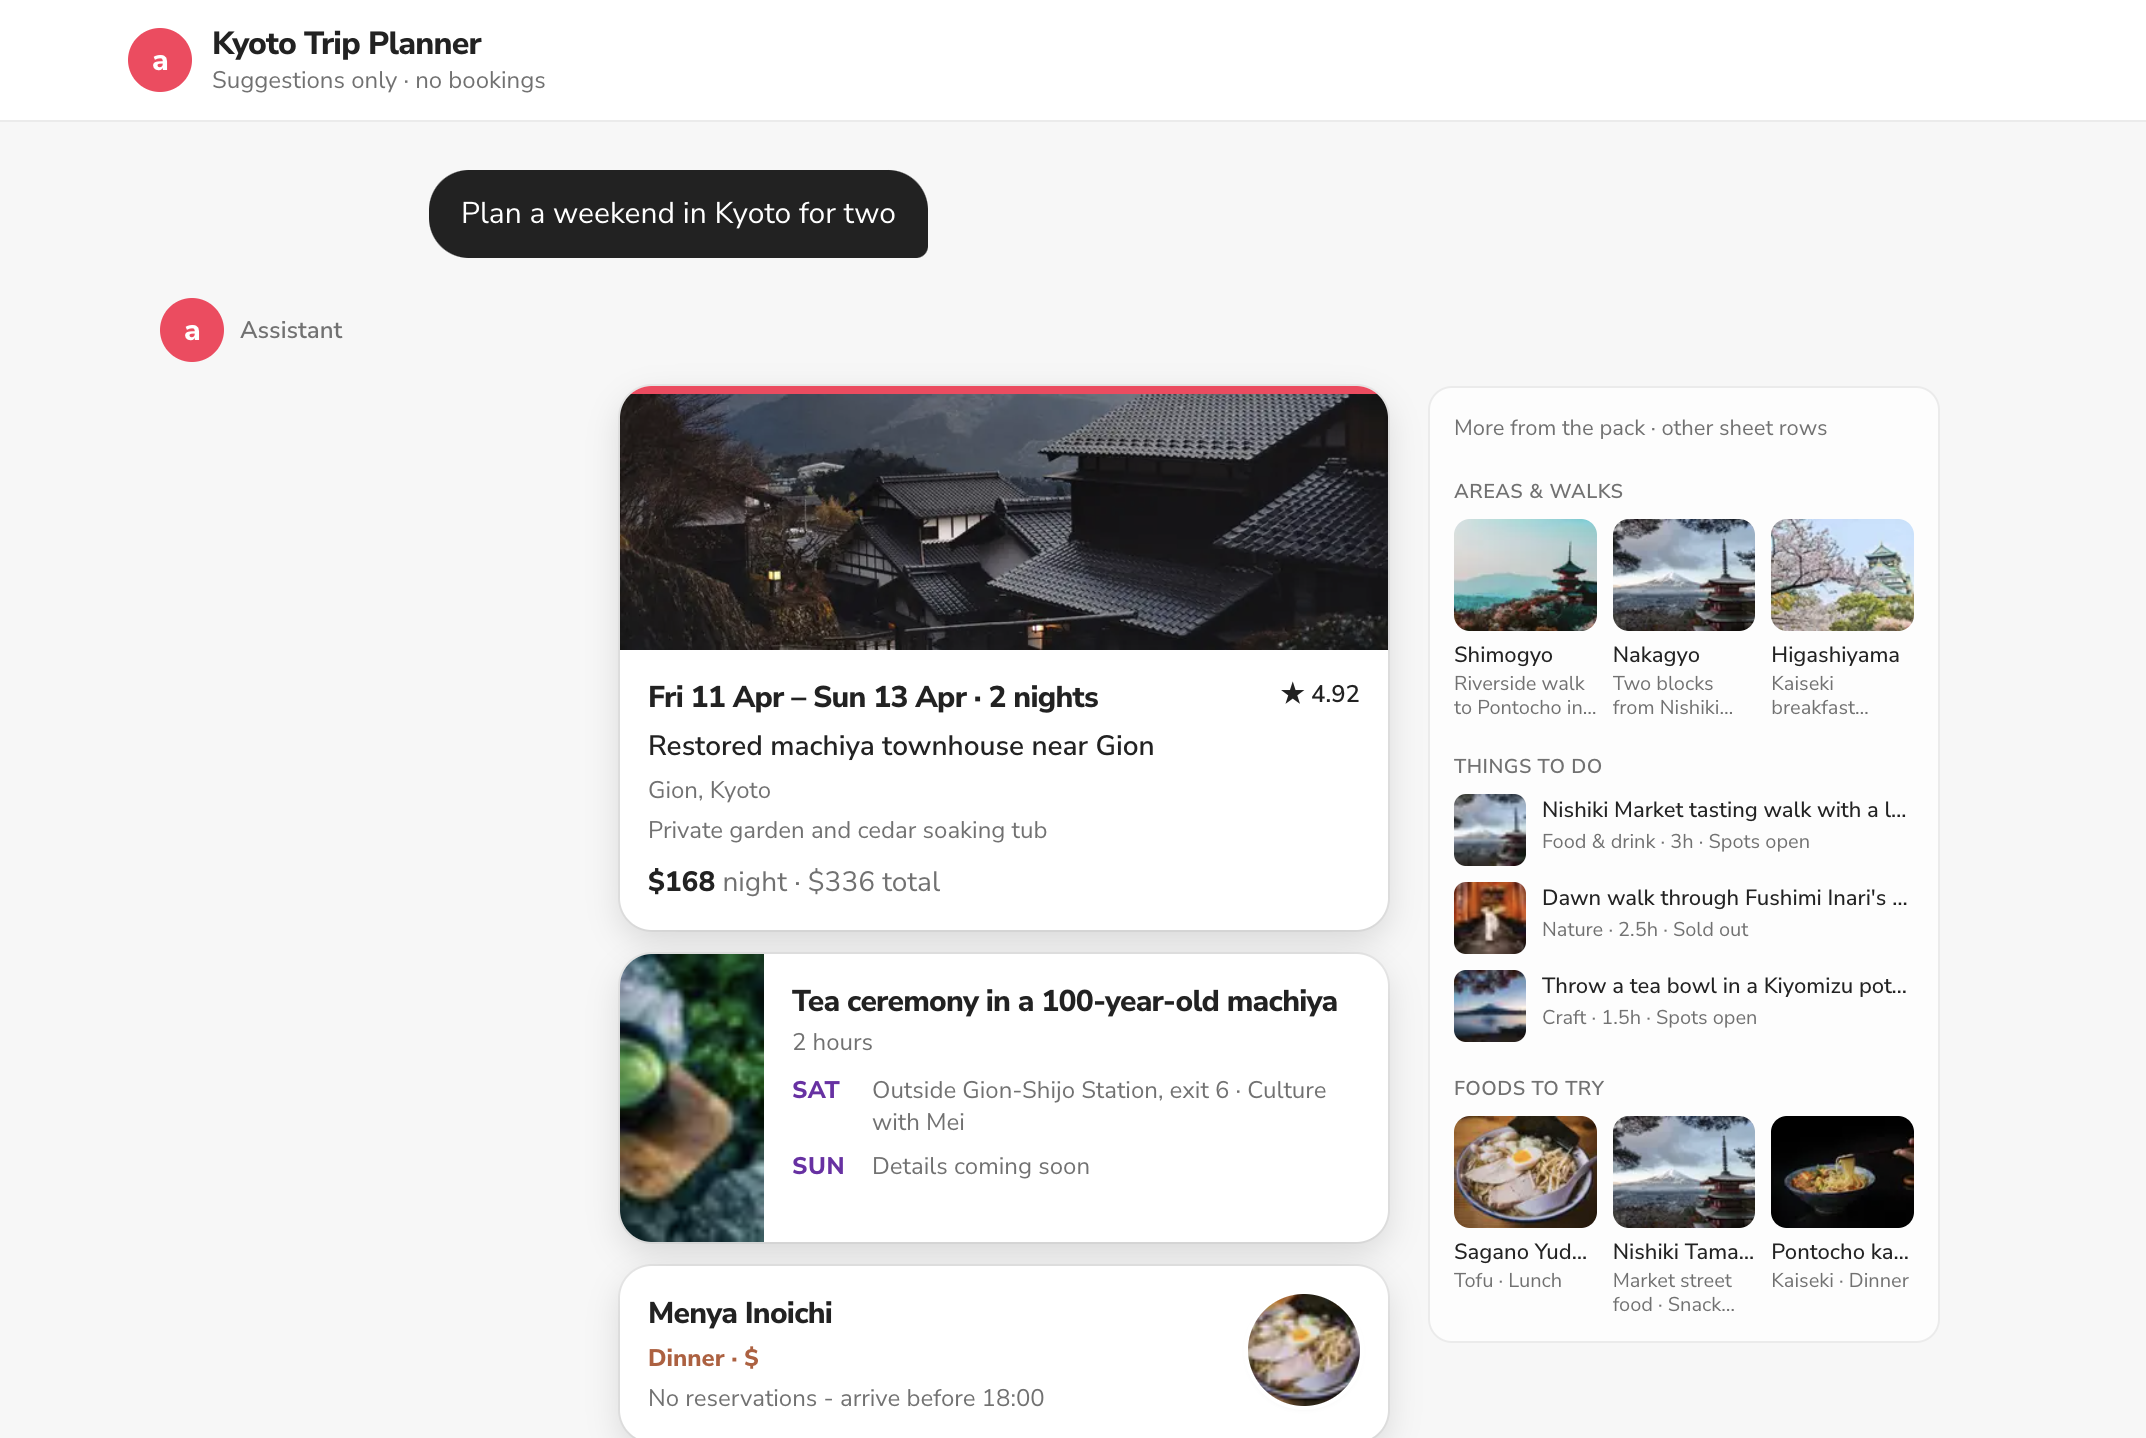 a
Kyoto Trip Planner
Suggestions only · no bookings
Plan a weekend in Kyoto for two
a
Assistant
Fri 11 Apr – Sun 13 Apr · 2 nights
★ 4.92
Restored machiya townhouse near Gion
Gion, Kyoto
Private garden and cedar soaking tub
$168 night · $336 total
Tea ceremony in a 100-year-old machiya
2 hours
SAT
Outside Gion-Shijo Station, exit 6 · Culture
with Mei
SUN
Details coming soon
Menya Inoichi
Dinner · $
No reservations - arrive before 18:00
More from the pack · other sheet rows
AREAS & WALKS
Shimogyo
Riverside walk
to Pontocho in...
Nakagyo
Two blocks
from Nishiki...
Higashiyama
Kaiseki
breakfast...
THINGS TO DO
Nishiki Market tasting walk with a l...
Food & drink · 3h · Spots open
Dawn walk through Fushimi Inari's ...
Nature · 2.5h · Sold out
Throw a tea bowl in a Kiyomizu pot...
Craft · 1.5h · Spots open
FOODS TO TRY
Sagano Yud...
Tofu · Lunch
Nishiki Tama...
Market street
food · Snack...
Pontocho ka...
Kaiseki · Dinner